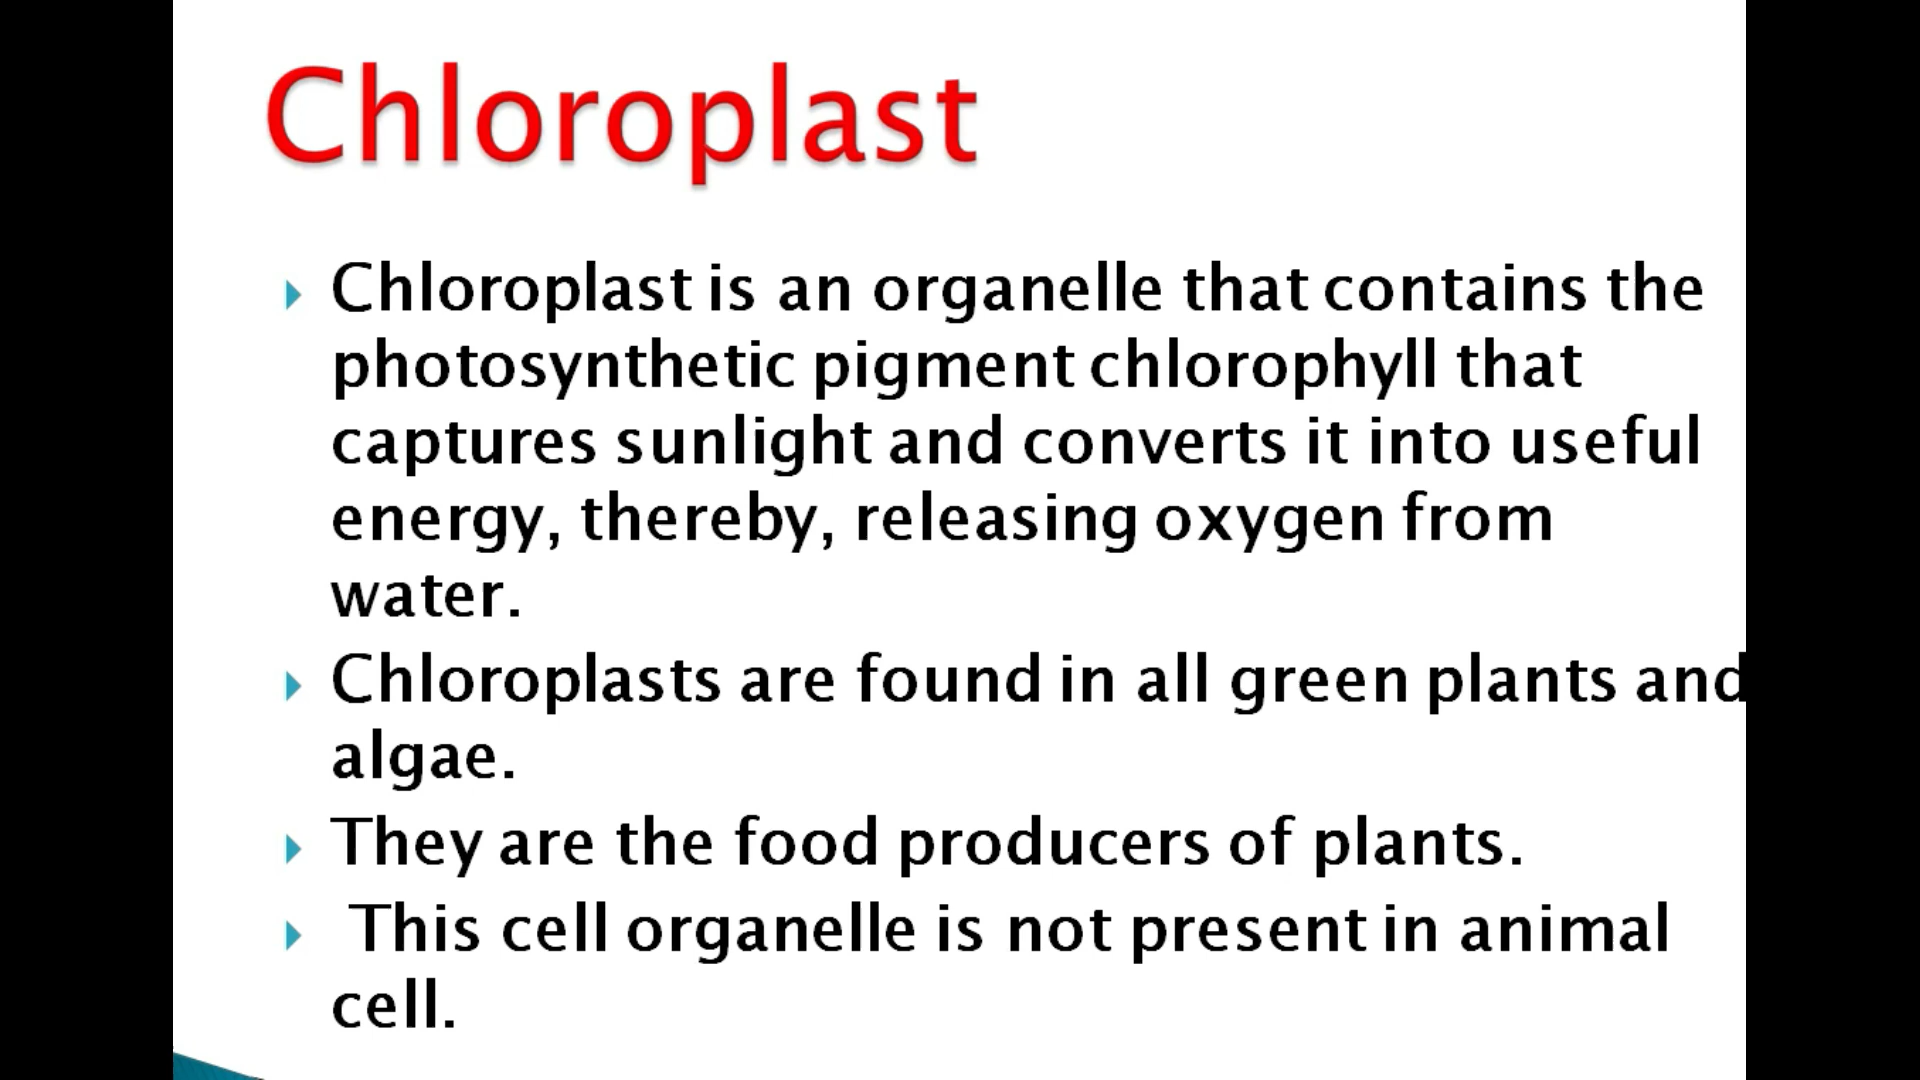 Chloroplast
Chloroplast is an organelle that contains the
photosynthetic pigment chlorophyll that
captures sunlight and converts it into useful
energy, thereby, releasing oxygen from
water.
Chloroplasts are found in all green plants and
algae.
They are the food producers of plants.
This cell organelle is not present in animal
cell.